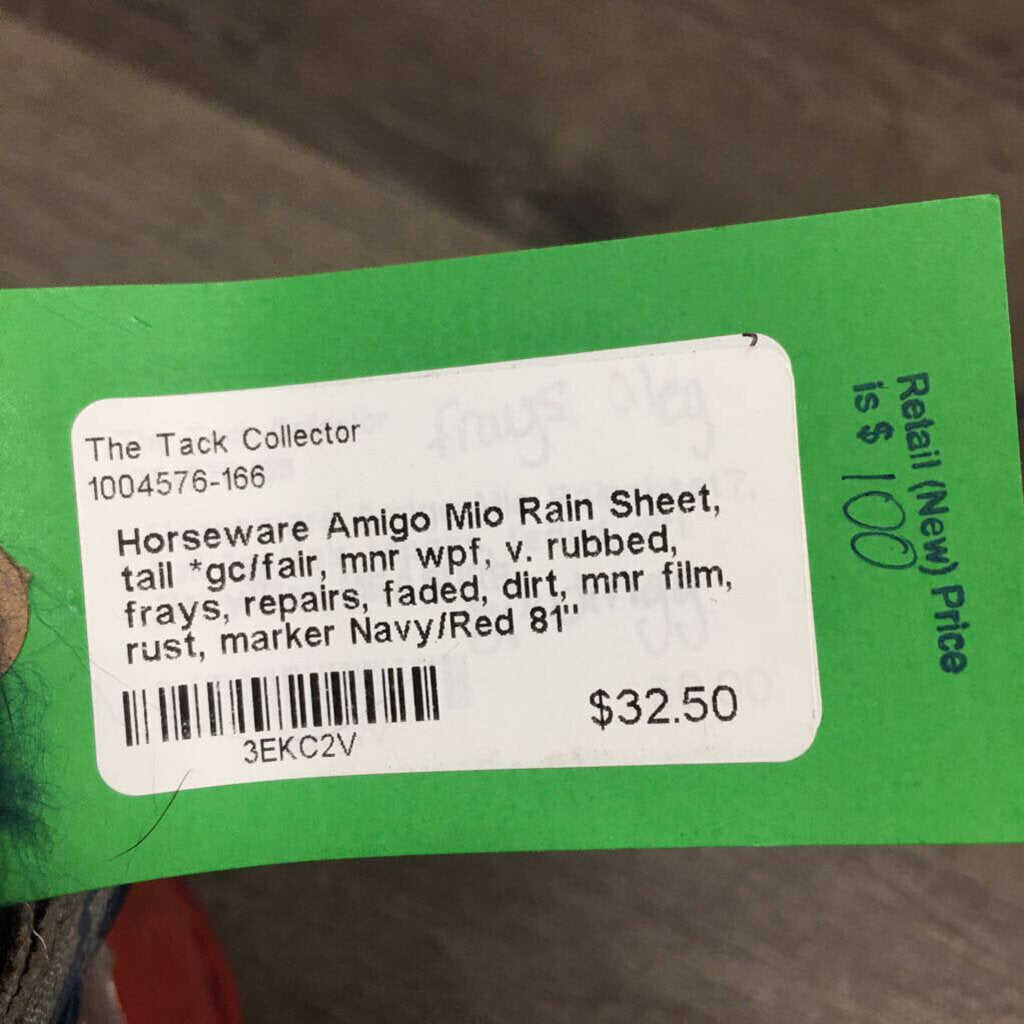 The Tack Collector
1004576-166
Horseware Amigo Mio Rain Sheet,
tail *gc/fair, mnr wpf, v. rubbed,
frays, repairs, faded, dirt, mnr film,
rust, marker Navy/Red 81"
3EKC2V
$32.50
Retail (New) Price
is $ 100
frays